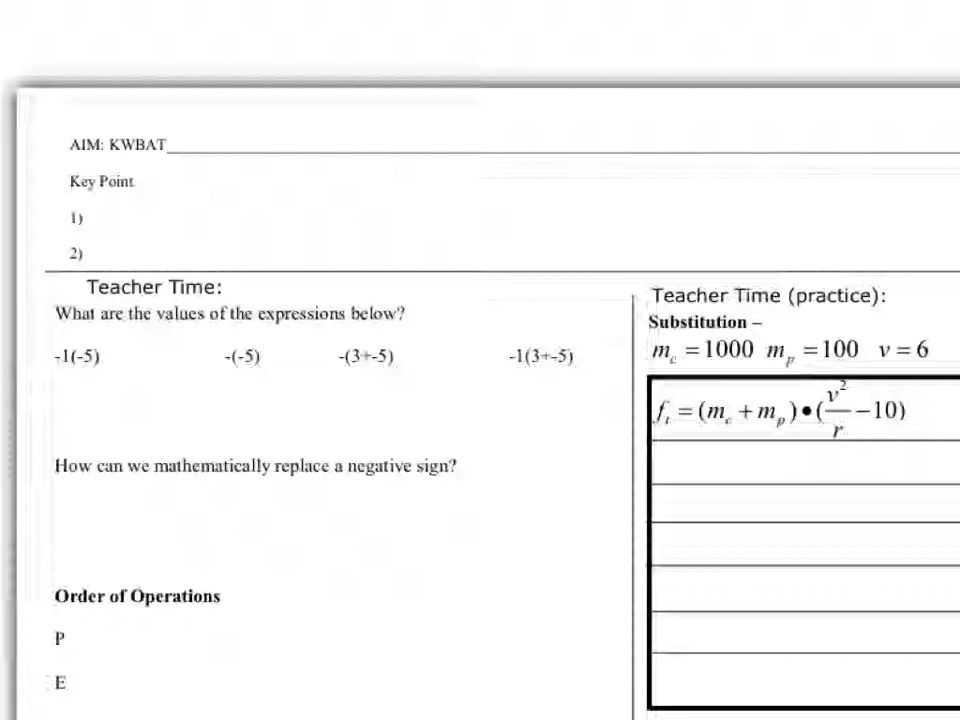 AIM: KWBAT
Key Point
1)
2)
Teacher Time:
What are the values of the expressions below?
-1(-5) -(-5) -(3+-5) -1(3+-5)
How can we mathematically replace a negative sign?
Order of Operations
P
E
Teacher Time (practice):
Substitution –
m_c = 1000 m_p = 100 v = 6
f_t = (m_c + m_p) • (v²/r − 10)